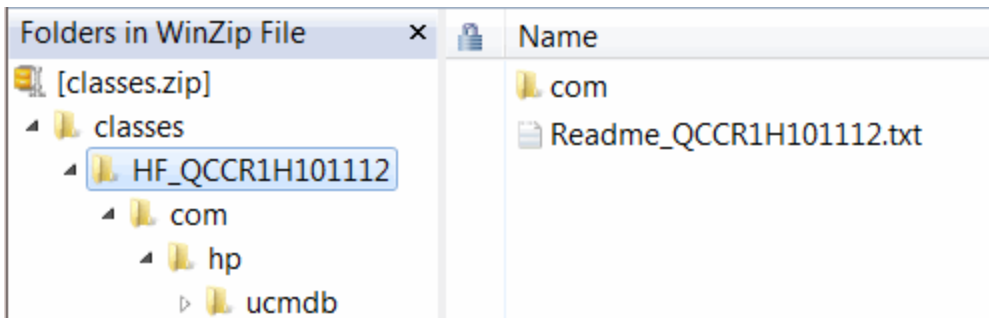 Folders in WinZip File
[classes.zip]
classes
HF_QCCR1H101112
com
hp
ucmdb
Name
com
Readme_QCCR1H101112.txt